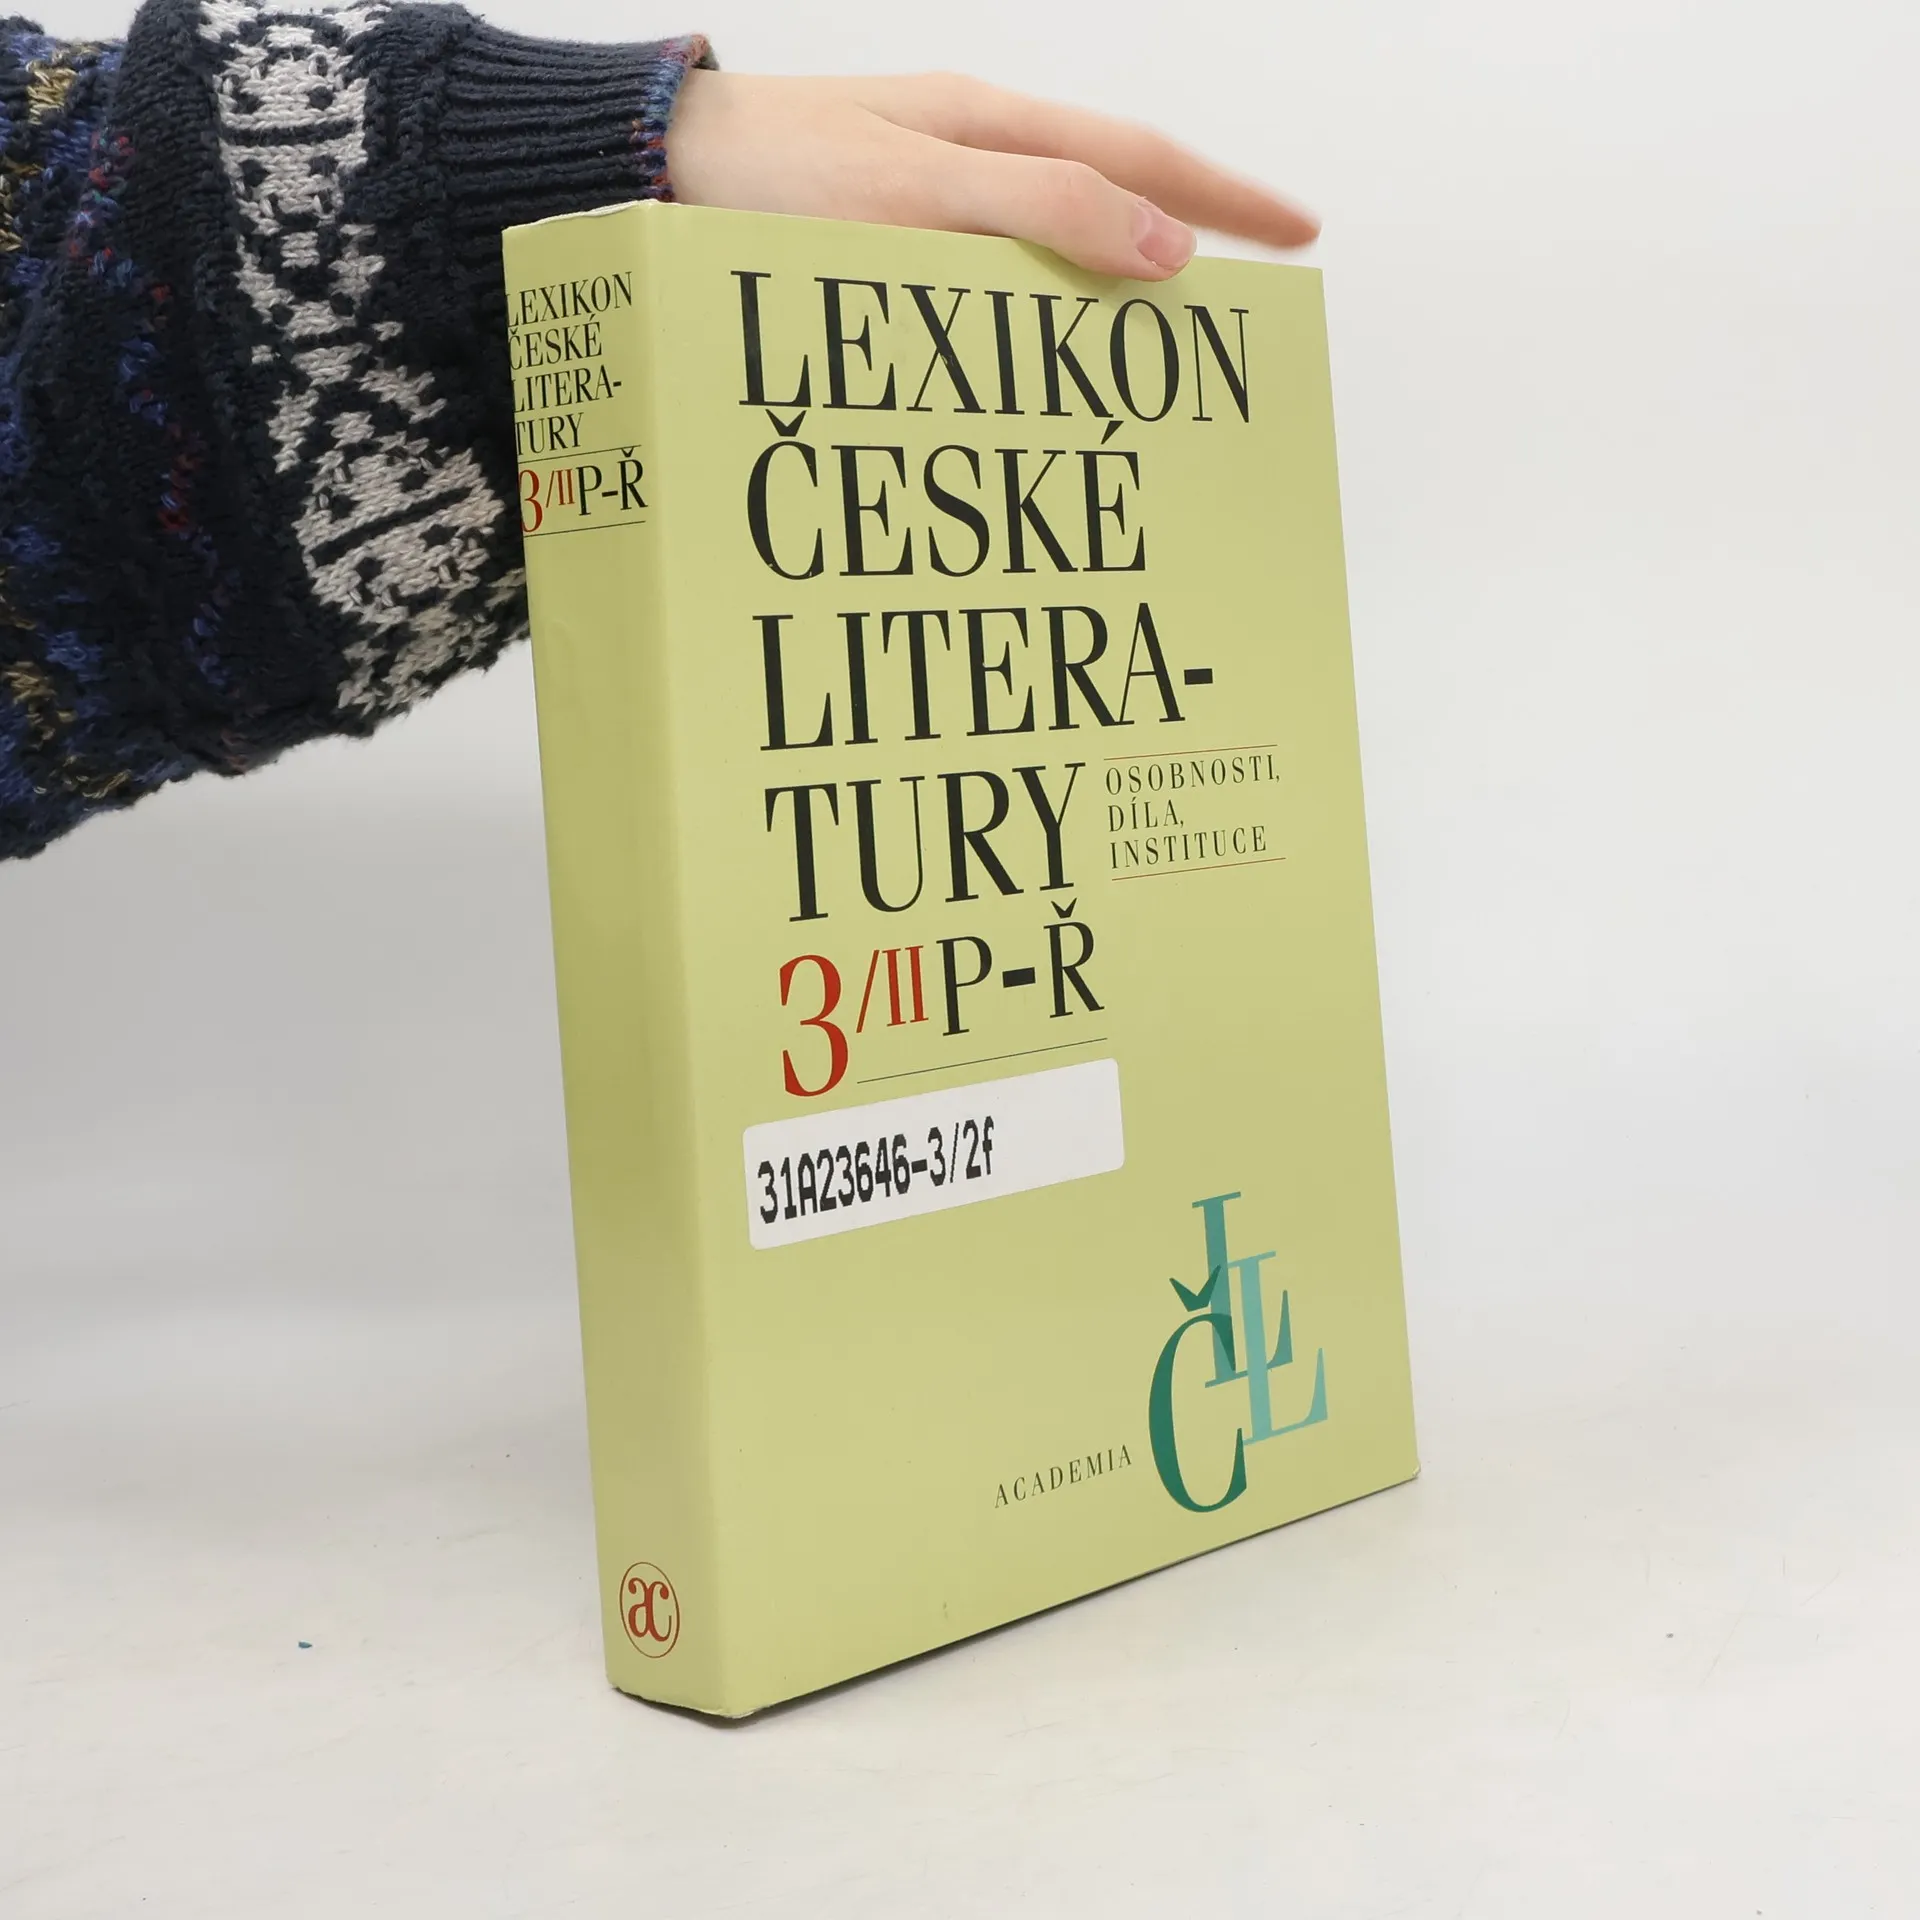 LEXIKON
ČESKÉ
LITERA-
TURY
3/II P-Ř
ac
LEXIKON
ČESKÉ
LITERA-
TURY
OSOBNOSTI,
DÍLA,
INSTITUCE
3/II P-Ř
31A23646-3/2f
ACADEMIA
LČL